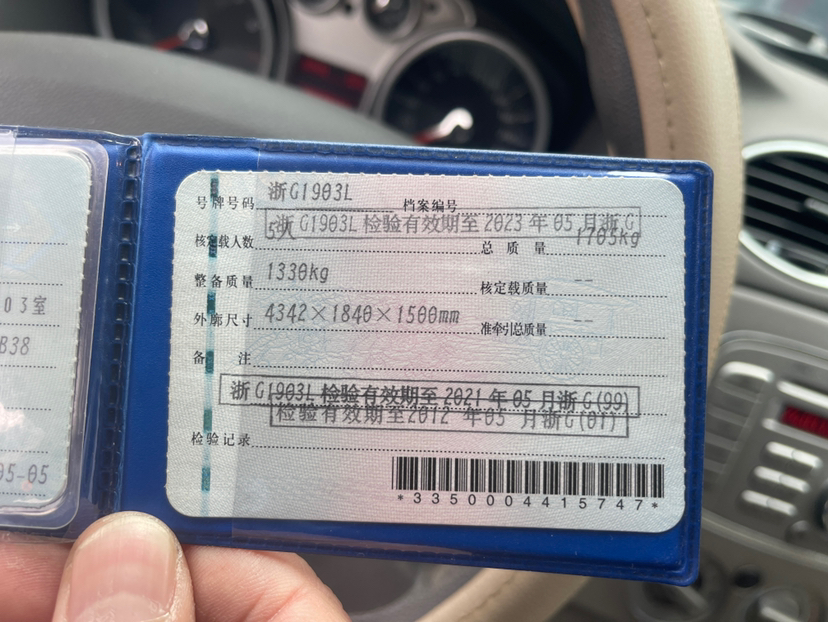 号牌号码 浙G1903L 档案编号
浙G1903L 检验有效期至 2023 年 05 月浙G
核定载人数 5人 总质量 1705kg
整备质量 1330kg 核定载质量 --
外廓尺寸 4342×1840×1500mm 准牵引总质量 --
备注
浙G1903L 检验有效期至 2021 年 05 月浙G(99)
检验有效期至2012 年05 月浙G(01)
检验记录
*3350004415747*
03室
B38
05-05